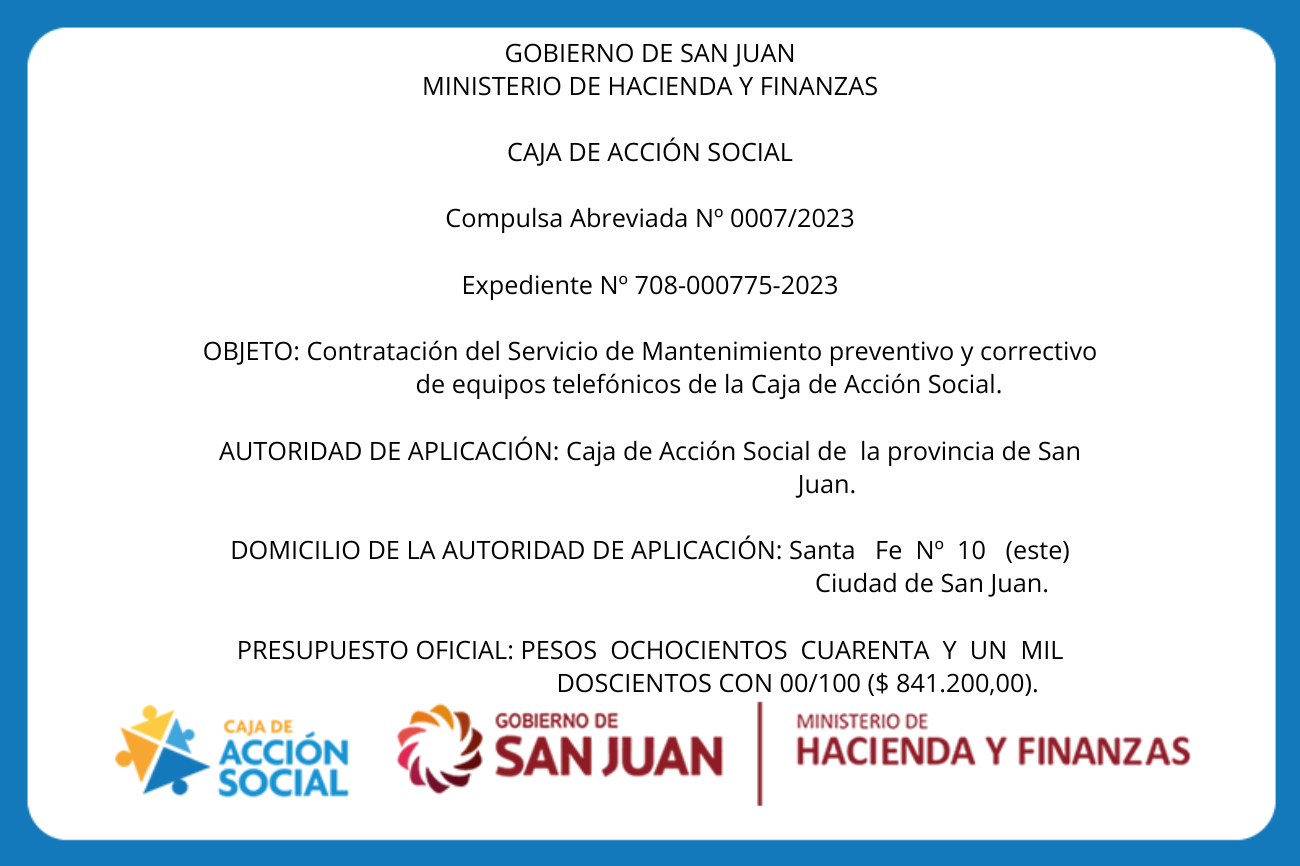 GOBIERNO DE SAN JUAN
MINISTERIO DE HACIENDA Y FINANZAS
CAJA DE ACCIÓN SOCIAL
Compulsa Abreviada Nº 0007/2023
Expediente Nº 708-000775-2023
OBJETO: Contratación del Servicio de Mantenimiento preventivo y correctivo
de equipos telefónicos de la Caja de Acción Social.
AUTORIDAD DE APLICACIÓN: Caja de Acción Social de la provincia de San
Juan.
DOMICILIO DE LA AUTORIDAD DE APLICACIÓN: Santa Fe Nº 10 (este)
Ciudad de San Juan.
PRESUPUESTO OFICIAL: PESOS OCHOCIENTOS CUARENTA Y UN MIL
DOSCIENTOS CON 00/100 ($ 841.200,00).
CAJA DE
ACCIÓN
SOCIAL
GOBIERNO DE
SAN JUAN
MINISTERIO DE
HACIENDA Y FINANZAS